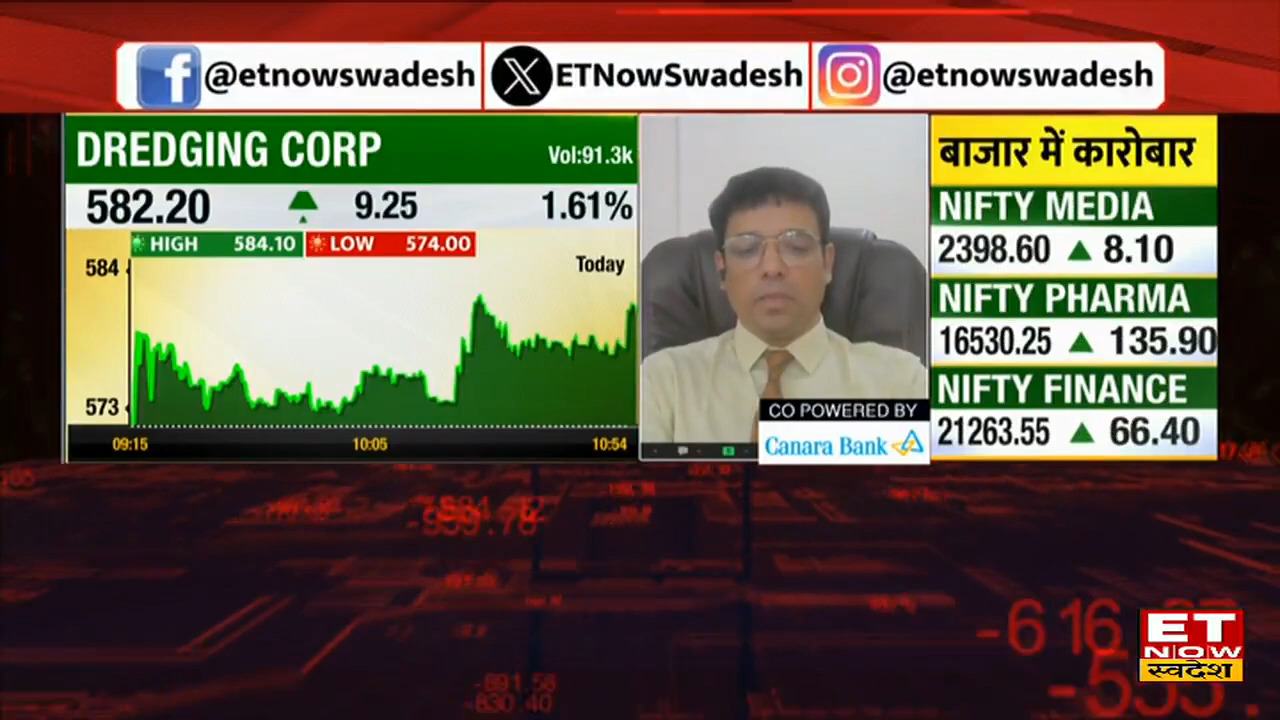 @etnowswadesh
ETNowSwadesh
@etnowswadesh
DREDGING CORP
Vol:91.3k
582.20 9.25 1.61%
HIGH 584.10 LOW 574.00
Today
584
573
09:15 10:05 10:54
CO POWERED BY
Canara Bank
बाजार में कारोबार
NIFTY MEDIA
2398.60 8.10
NIFTY PHARMA
16530.25 135.90
NIFTY FINANCE
21263.55 66.40
ET
NOW
स्वदेश